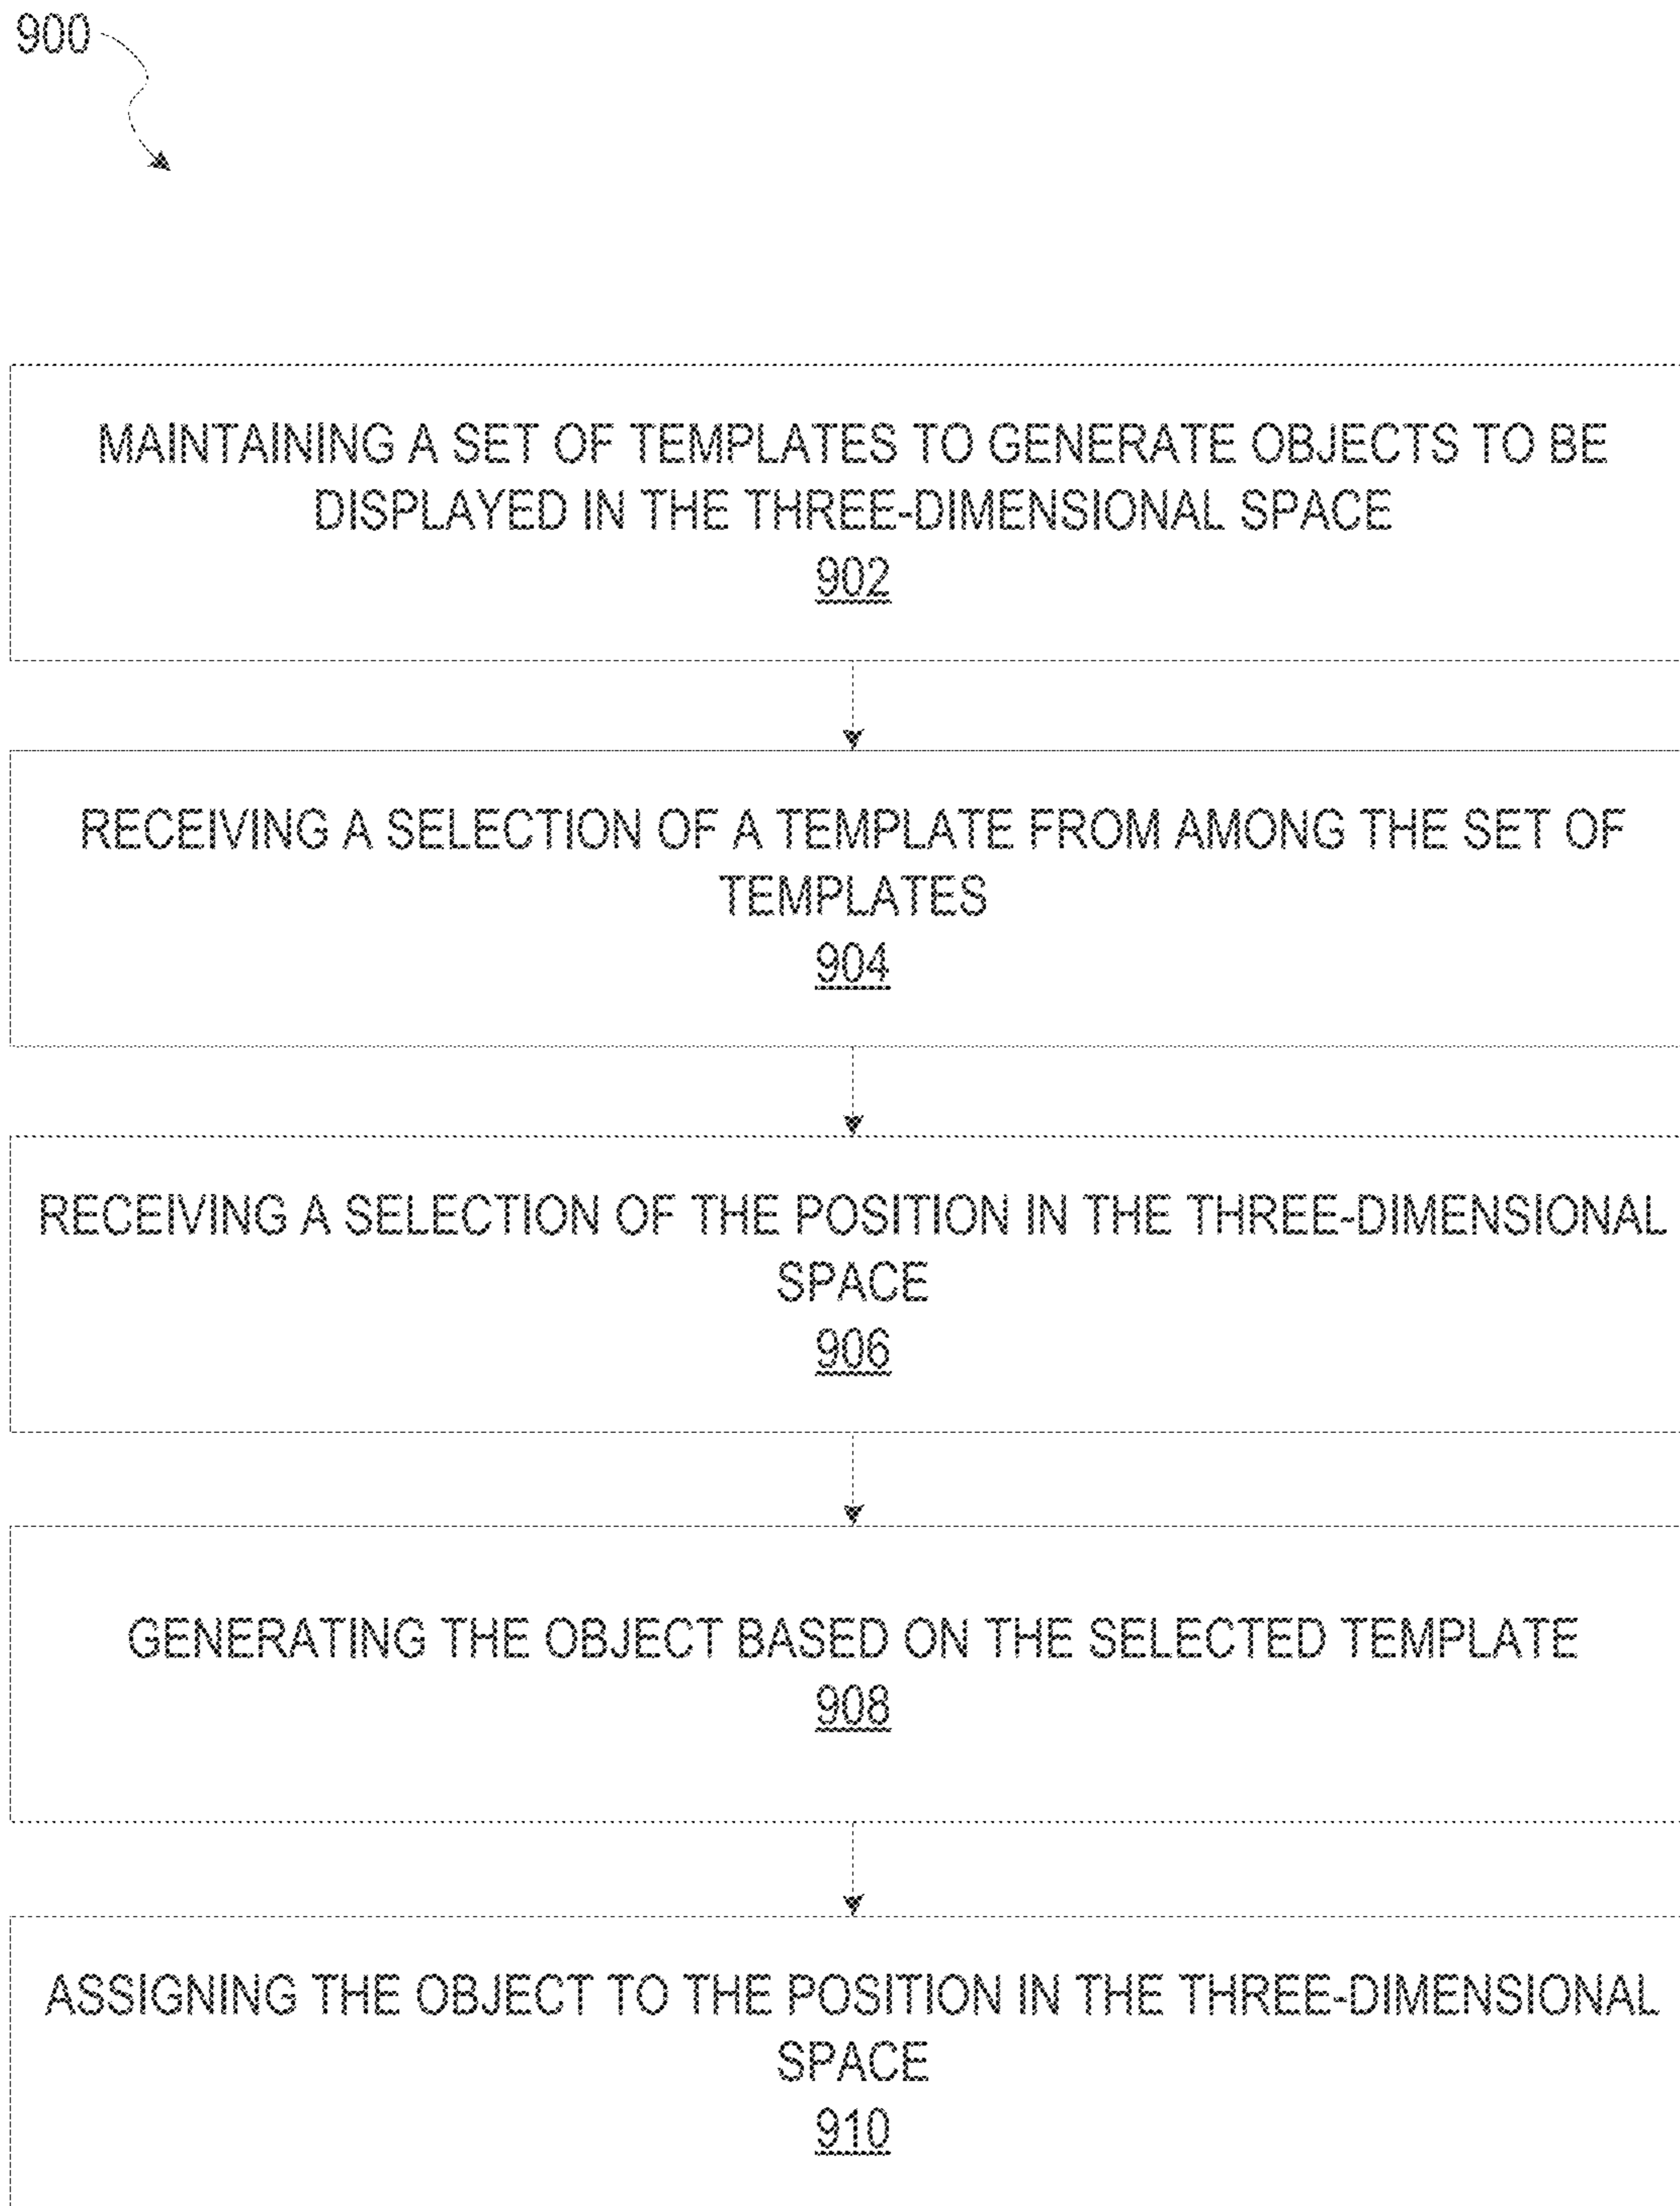 900
MAINTAINING A SET OF TEMPLATES TO GENERATE OBJECTS TO BE
DISPLAYED IN THE THREE-DIMENSIONAL SPACE
902
RECEIVING A SELECTION OF A TEMPLATE FROM AMONG THE SET OF
TEMPLATES
904
RECEIVING A SELECTION OF THE POSITION IN THE THREE-DIMENSIONAL
SPACE
906
GENERATING THE OBJECT BASED ON THE SELECTED TEMPLATE
908
ASSIGNING THE OBJECT TO THE POSITION IN THE THREE-DIMENSIONAL
SPACE
910